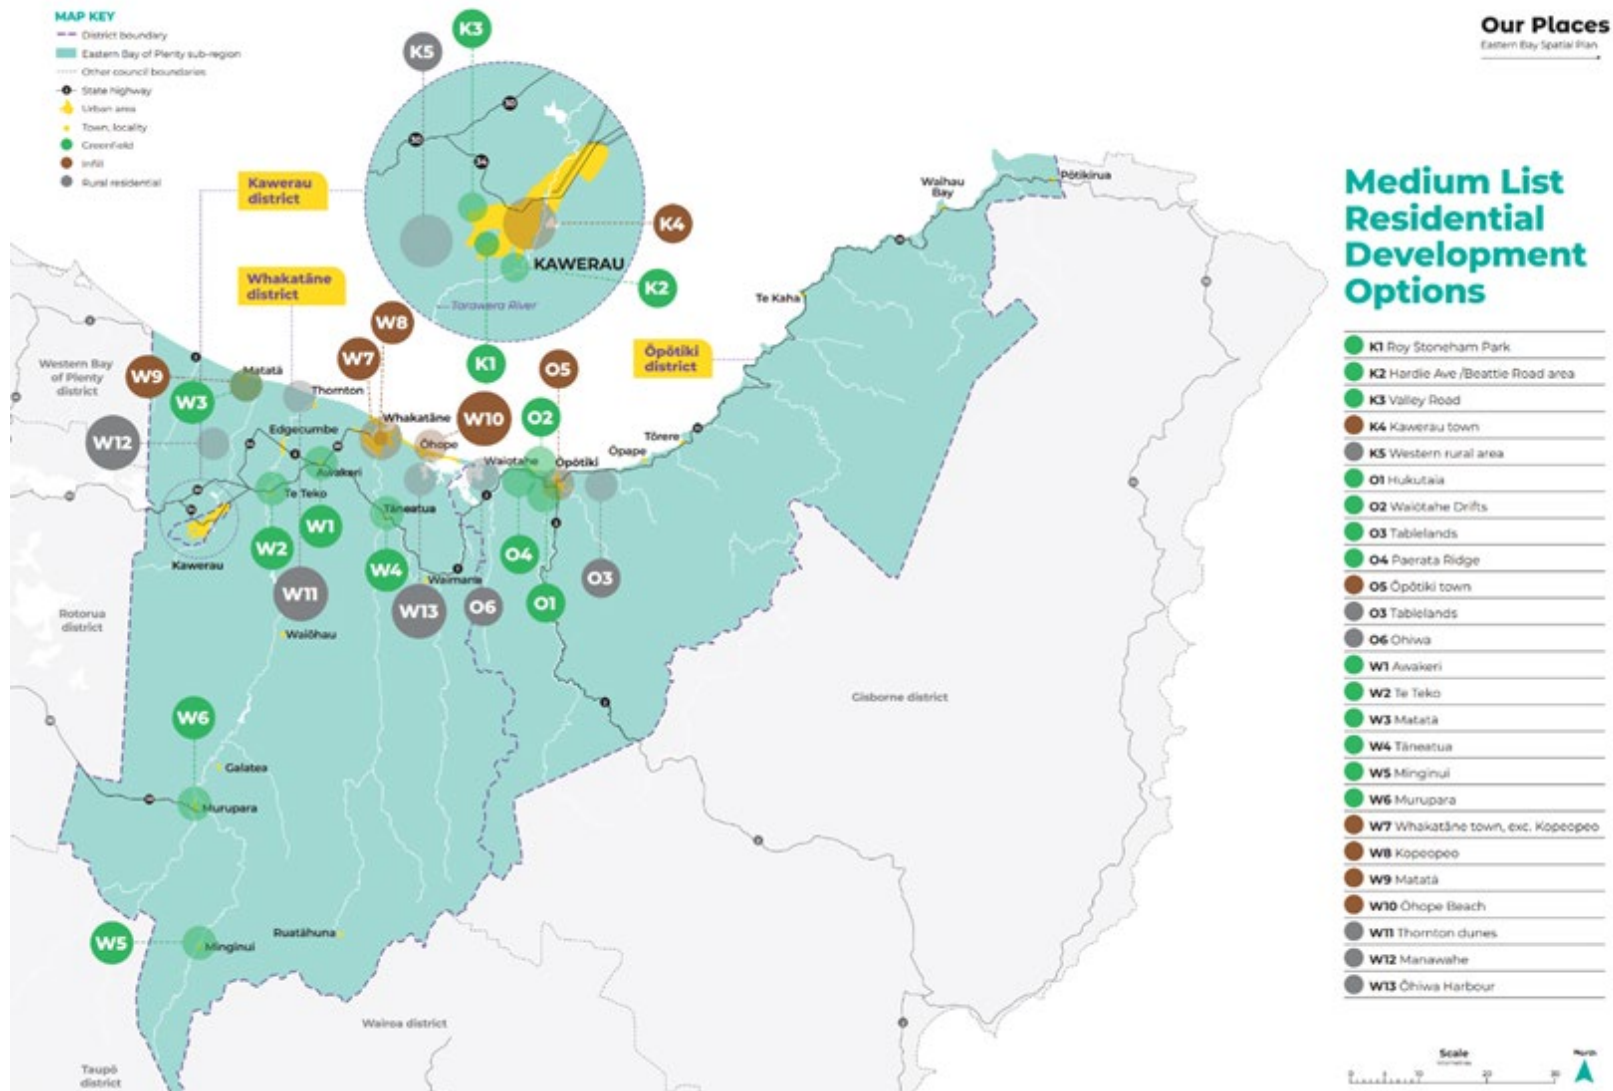 MAP KEY
District boundary
Eastern Bay of Plenty sub-region
Other council boundaries
State highway
Urban area
Town, locality
Greenfield
Infill
Rural residential
Our Places
Eastern Bay Spatial Plan
K3
K5
30
30
34
Kawerau
district
K4
KAWERAU
K2
Tarawera River
K1
Whakatāne
district
W8
W7
Ōpōtiki
district
O5
Waihau
Bay
Pōtikirua
Te Kaha
Western Bay
of Plenty
district
W9
Matatā
W3
Thornton
Whakatāne
W10
O2
W12
Edgecumbe
Ōhope
Tōrere
Ōpape
Waiotahe
Ōpōtiki
Awakeri
Te Teko
Tāneatua
W1
W2
W4
O4
Kawerau
Waimana
O3
W11
W13
O6
O1
Rotorua
district
Waiōhau
Gisborne district
W6
Galatea
Murupara
W5
Minginui
Ruatāhuna
Wairoa district
Taupō
district
Medium List
Residential
Development
Options
K1 Roy Stoneham Park
K2 Hardie Ave /Beattie Road area
K3 Valley Road
K4 Kawerau town
K5 Western rural area
O1 Hukutaia
O2 Waiōtahe Drifts
O3 Tablelands
O4 Paerata Ridge
O5 Ōpōtiki town
O3 Tablelands
O6 Ohiwa
W1 Awakeri
W2 Te Teko
W3 Matatā
W4 Tāneatua
W5 Minginui
W6 Murupara
W7 Whakatāne town, exc. Kopeopeo
W8 Kopeopeo
W9 Matatā
W10 Ōhope Beach
W11 Thornton dunes
W12 Manawahe
W13 Ōhiwa Harbour
Scale
North
0 5 10 20 30